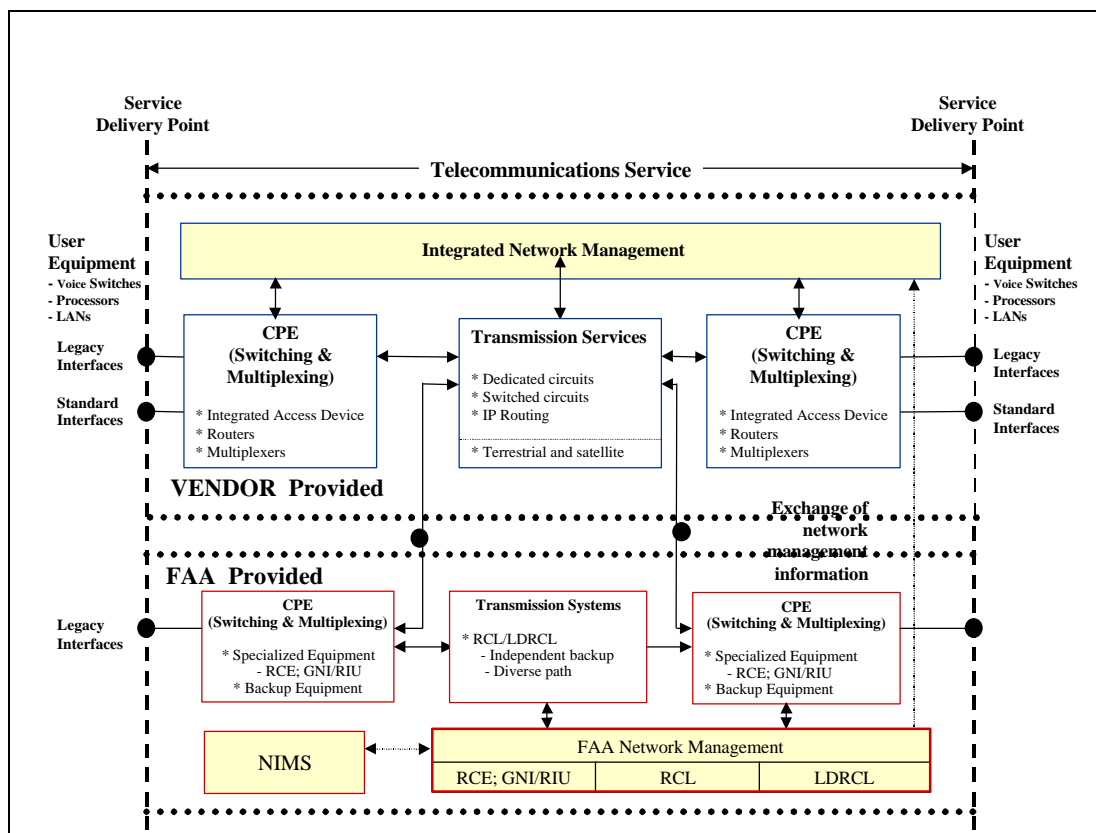 Service
Delivery Point
Service
Delivery Point
Telecommunications Service
User
Equipment
- Voice Switches
- Processors
- LANs
Integrated Network Management
User
Equipment
- Voice Switches
- Processors
- LANs
Legacy
Interfaces
Standard
Interfaces
CPE
(Switching &
Multiplexing)
* Integrated Access Device
* Routers
* Multiplexers
Transmission Services
* Dedicated circuits
* Switched circuits
* IP Routing
* Terrestrial and satellite
CPE
(Switching &
Multiplexing)
* Integrated Access Device
* Routers
* Multiplexers
Legacy
Interfaces
Standard
Interfaces
VENDOR Provided
Exchange of
network
management
information
FAA Provided
Legacy
Interfaces
CPE
(Switching & Multiplexing)
* Specialized Equipment
- RCE; GNI/RIU
* Backup Equipment
Transmission Systems
* RCL/LDRCL
- Independent backup
- Diverse path
CPE
(Switching & Multiplexing)
* Specialized Equipment
- RCE; GNI/RIU
* Backup Equipment
NIMS
FAA Network Management
RCE; GNI/RIU
RCL
LDRCL